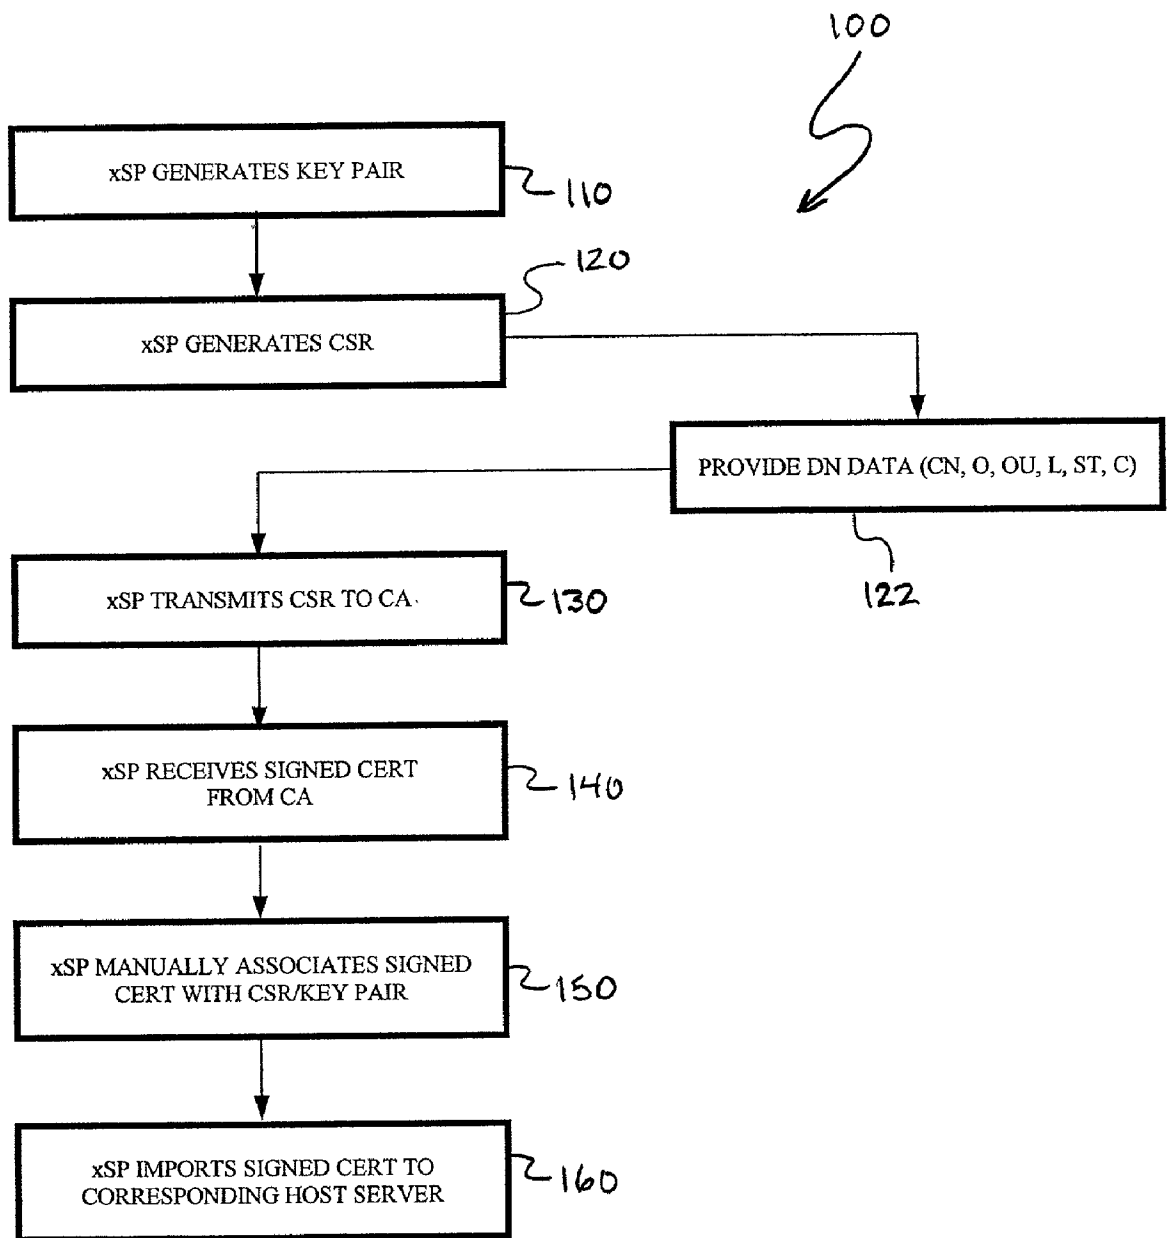 100
xSP GENERATES KEY PAIR
110
120
xSP GENERATES CSR
PROVIDE DN DATA (CN, O, OU, L, ST, C)
122
xSP TRANSMITS CSR TO CA
130
xSP RECEIVES SIGNED CERT
FROM CA
140
xSP MANUALLY ASSOCIATES SIGNED
CERT WITH CSR/KEY PAIR
150
xSP IMPORTS SIGNED CERT TO
CORRESPONDING HOST SERVER
160